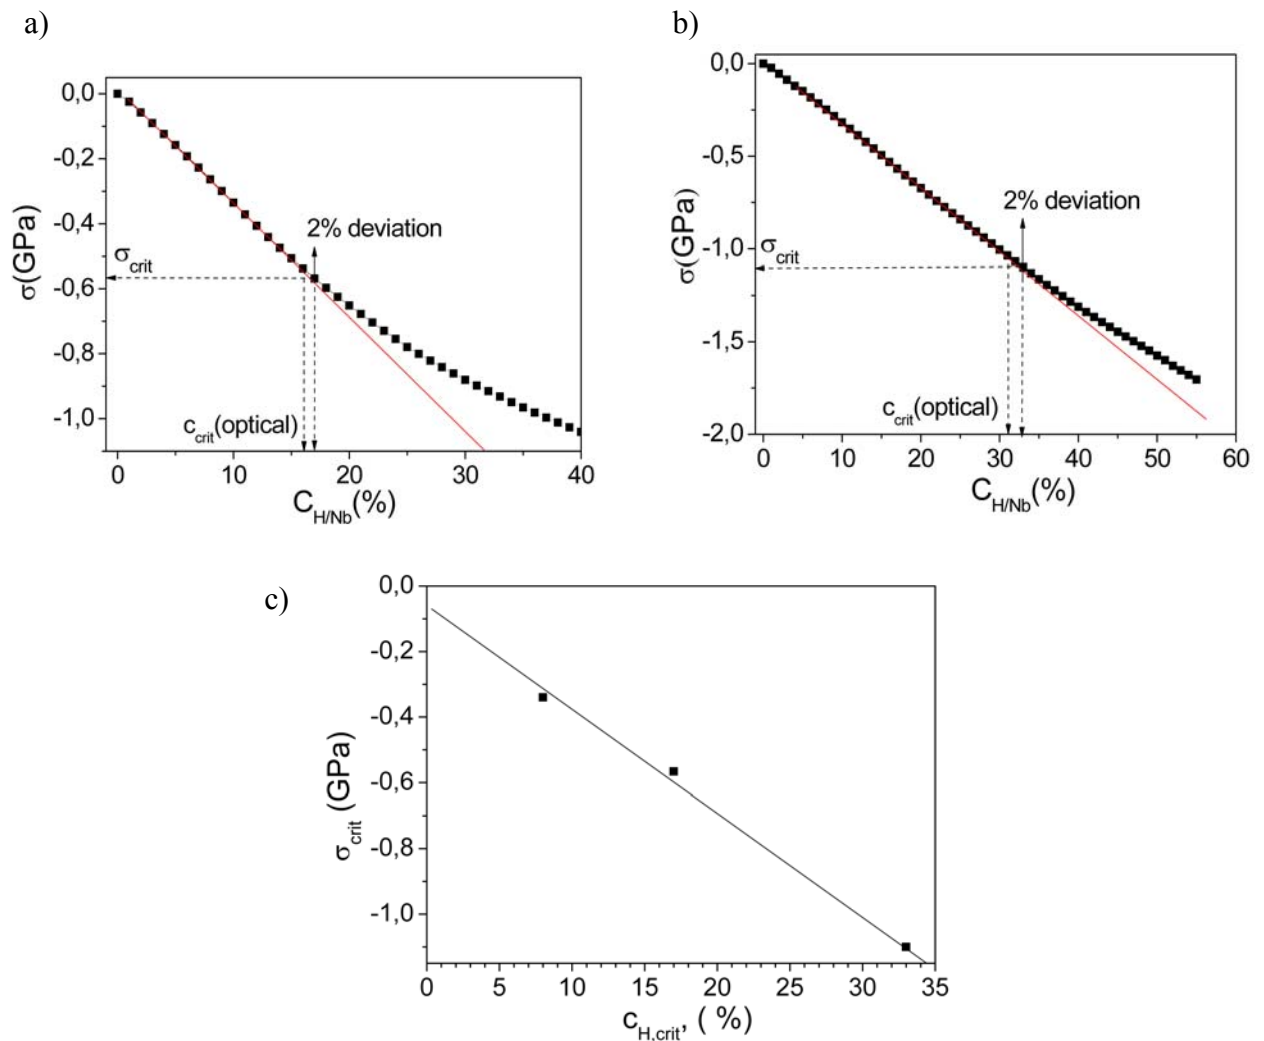 a)
0,0
-0,2
-0,4
-0,6
-0,8
-1,0
σ(GPa)
σcrit
2% deviation
ccrit(optical)
0 10 20 30 40
CH/Nb(%)
b)
0,0
-0,5
-1,0
-1,5
-2,0
σ(GPa)
σcrit
2% deviation
ccrit(optical)
0 10 20 30 40 50 60
CH/Nb(%)
c)
0,0
-0,2
-0,4
-0,6
-0,8
-1,0
σcrit (GPa)
0 5 10 15 20 25 30 35
cH,crit, ( %)